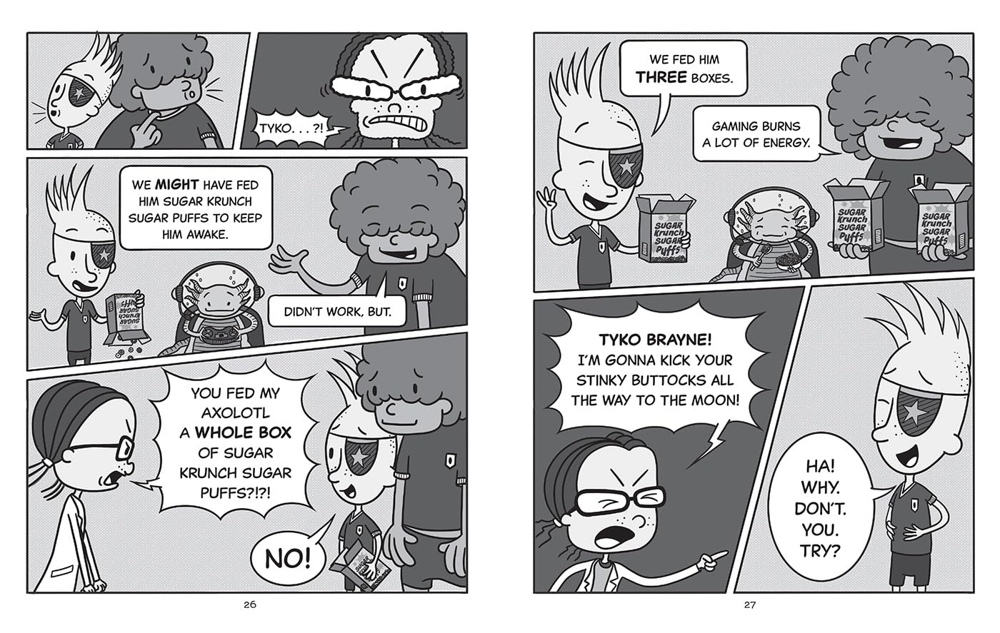 TYKO. . . ?!
WE MIGHT HAVE FED
HIM SUGAR KRUNCH
SUGAR PUFFS TO KEEP
HIM AWAKE.
SUGAR
Krunch
SUGAR
Puffs
DIDN'T WORK, BUT.
YOU FED MY
AXOLOTL
A WHOLE BOX
OF SUGAR
KRUNCH SUGAR
PUFFS?!?!
NO!
SUGAR
26
WE FED HIM
THREE BOXES.
GAMING BURNS
A LOT OF ENERGY.
SUGAR
Krunch
SUGAR
Puffs
SUGAR
Krunch
SUGAR
Puffs
SUGAR
Krunch
SUGAR
Puffs
TYKO BRAYNE!
I'M GONNA KICK YOUR
STINKY BUTTOCKS ALL
THE WAY TO THE MOON!
HA!
WHY.
DON'T.
YOU.
TRY?
27